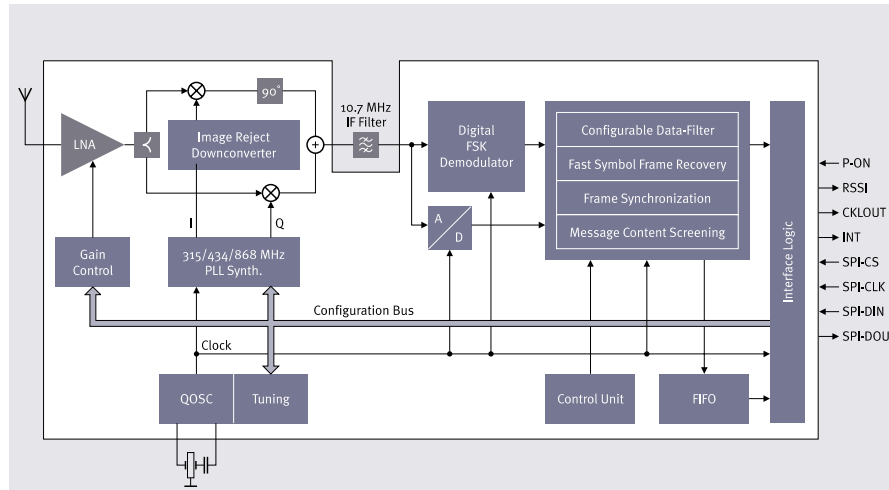 LNA
90°
Image Reject
Downconverter
I
Q
Gain
Control
315/434/868 MHz
PLL Synth.
10.7 MHz
IF Filter
Digital
FSK
Demodulator
A
D
Configurable Data-Filter
Fast Symbol Frame Recovery
Frame Synchronization
Message Content Screening
Interface Logic
P-ON
RSSI
CKLOUT
INT
SPI-CS
SPI-CLK
SPI-DIN
SPI-DOU
Configuration Bus
Clock
QOSC
Tuning
Control Unit
FIFO